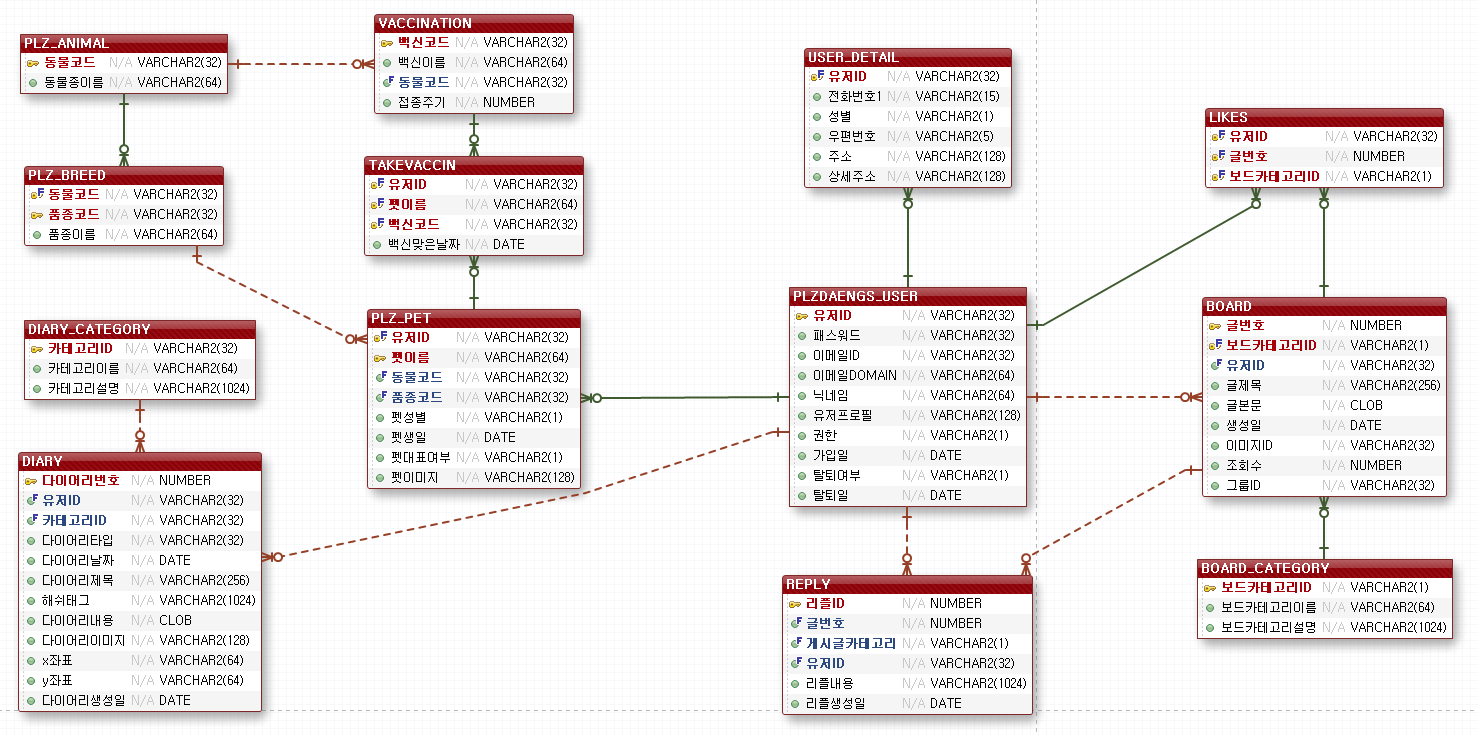 PLZ_ANIMAL
동물코드 N/A VARCHAR2(32)
동물종이름 N/A VARCHAR2(64)
VACCINATION
백신코드 N/A VARCHAR2(32)
백신이름 N/A VARCHAR2(64)
동물코드 N/A VARCHAR2(32)
접종주기 N/A NUMBER
USER_DETAIL
유저ID N/A VARCHAR2(32)
전화번호1 N/A VARCHAR2(15)
성별 N/A VARCHAR2(1)
우편번호 N/A VARCHAR2(5)
주소 N/A VARCHAR2(128)
상세주소 N/A VARCHAR2(128)
LIKES
유저ID N/A VARCHAR2(32)
글번호 N/A NUMBER
보드카테고리ID N/A VARCHAR2(1)
PLZ_BREED
동물코드 N/A VARCHAR2(32)
품종코드 N/A VARCHAR2(32)
품종이름 N/A VARCHAR2(64)
TAKEVACCIN
유저ID N/A VARCHAR2(32)
펫이름 N/A VARCHAR2(64)
백신코드 N/A VARCHAR2(32)
백신맞은날짜 N/A DATE
DIARY_CATEGORY
카테고리ID N/A VARCHAR2(32)
카테고리이름 N/A VARCHAR2(64)
카테고리설명 N/A VARCHAR2(1024)
PLZ_PET
유저ID N/A VARCHAR2(32)
펫이름 N/A VARCHAR2(64)
동물코드 N/A VARCHAR2(32)
품종코드 N/A VARCHAR2(32)
펫성별 N/A VARCHAR2(1)
펫생일 N/A DATE
펫대표여부 N/A VARCHAR2(1)
펫이미지 N/A VARCHAR2(128)
PLZDAENGS_USER
유저ID N/A VARCHAR2(32)
패스워드 N/A VARCHAR2(32)
이메일ID N/A VARCHAR2(32)
이메일DOMAIN N/A VARCHAR2(64)
닉네임 N/A VARCHAR2(64)
유저프로필 N/A VARCHAR2(128)
권한 N/A VARCHAR2(1)
가입일 N/A DATE
탈퇴여부 N/A VARCHAR2(1)
탈퇴일 N/A DATE
BOARD
글번호 N/A NUMBER
보드카테고리ID N/A VARCHAR2(1)
유저ID N/A VARCHAR2(32)
글제목 N/A VARCHAR2(256)
글본문 N/A CLOB
생성일 N/A DATE
이미지ID N/A VARCHAR2(32)
조회수 N/A NUMBER
그룹ID N/A VARCHAR2(32)
DIARY
다이어리번호 N/A NUMBER
유저ID N/A VARCHAR2(32)
카테고리ID N/A VARCHAR2(32)
다이어리타입 N/A VARCHAR2(32)
다이어리날짜 N/A DATE
다이어리제목 N/A VARCHAR2(256)
해쉬태그 N/A VARCHAR2(1024)
다이어리내용 N/A CLOB
다이어리이미지 N/A VARCHAR2(128)
x좌표 N/A VARCHAR2(64)
y좌표 N/A VARCHAR2(64)
다이어리생성일 N/A DATE
REPLY
리플ID N/A NUMBER
글번호 N/A NUMBER
게시글카테고리 N/A VARCHAR2(1)
유저ID N/A VARCHAR2(32)
리플내용 N/A VARCHAR2(1024)
리플생성일 N/A DATE
BOARD_CATEGORY
보드카테고리ID N/A VARCHAR2(1)
보드카테고리이름 N/A VARCHAR2(64)
보드카테고리설명 N/A VARCHAR2(1024)